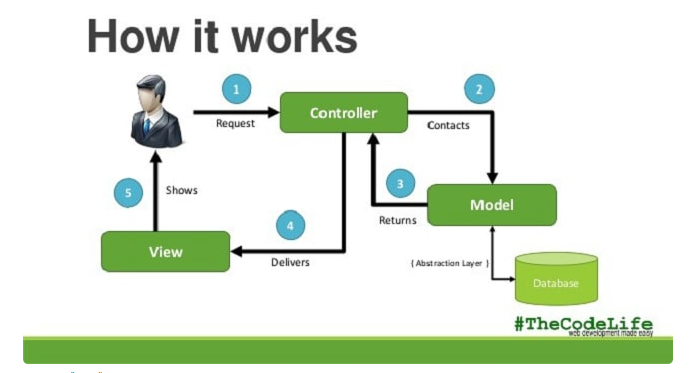 How it works
1
Request
Controller
2
Contacts
3
Returns
Model
4
Delivers
5
Shows
View
{ Abstraction Layer }
Database
#TheCodeLife
web development made easy